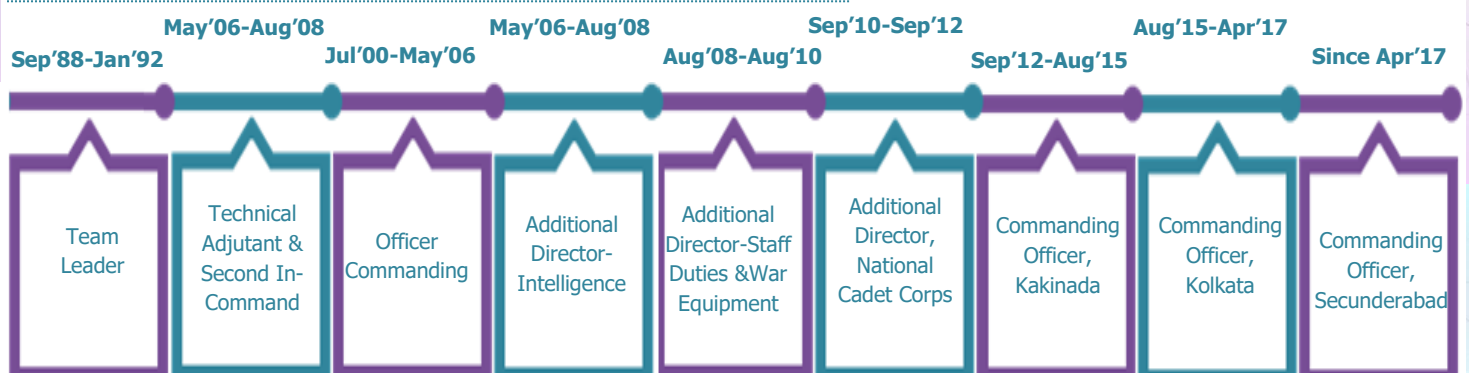 Sep’88-Jan’92
May’06-Aug’08
Jul’00-May’06
May’06-Aug’08
Aug’08-Aug’10
Sep’10-Sep’12
Sep’12-Aug’15
Aug’15-Apr’17
Since Apr’17
Team
Leader
Technical
Adjutant &
Second In-
Command
Officer
Commanding
Additional
Director-
Intelligence
Additional
Director-Staff
Duties &War
Equipment
Additional
Director,
National
Cadet Corps
Commanding
Officer,
Kakinada
Commanding
Officer,
Kolkata
Commanding
Officer,
Secunderabad